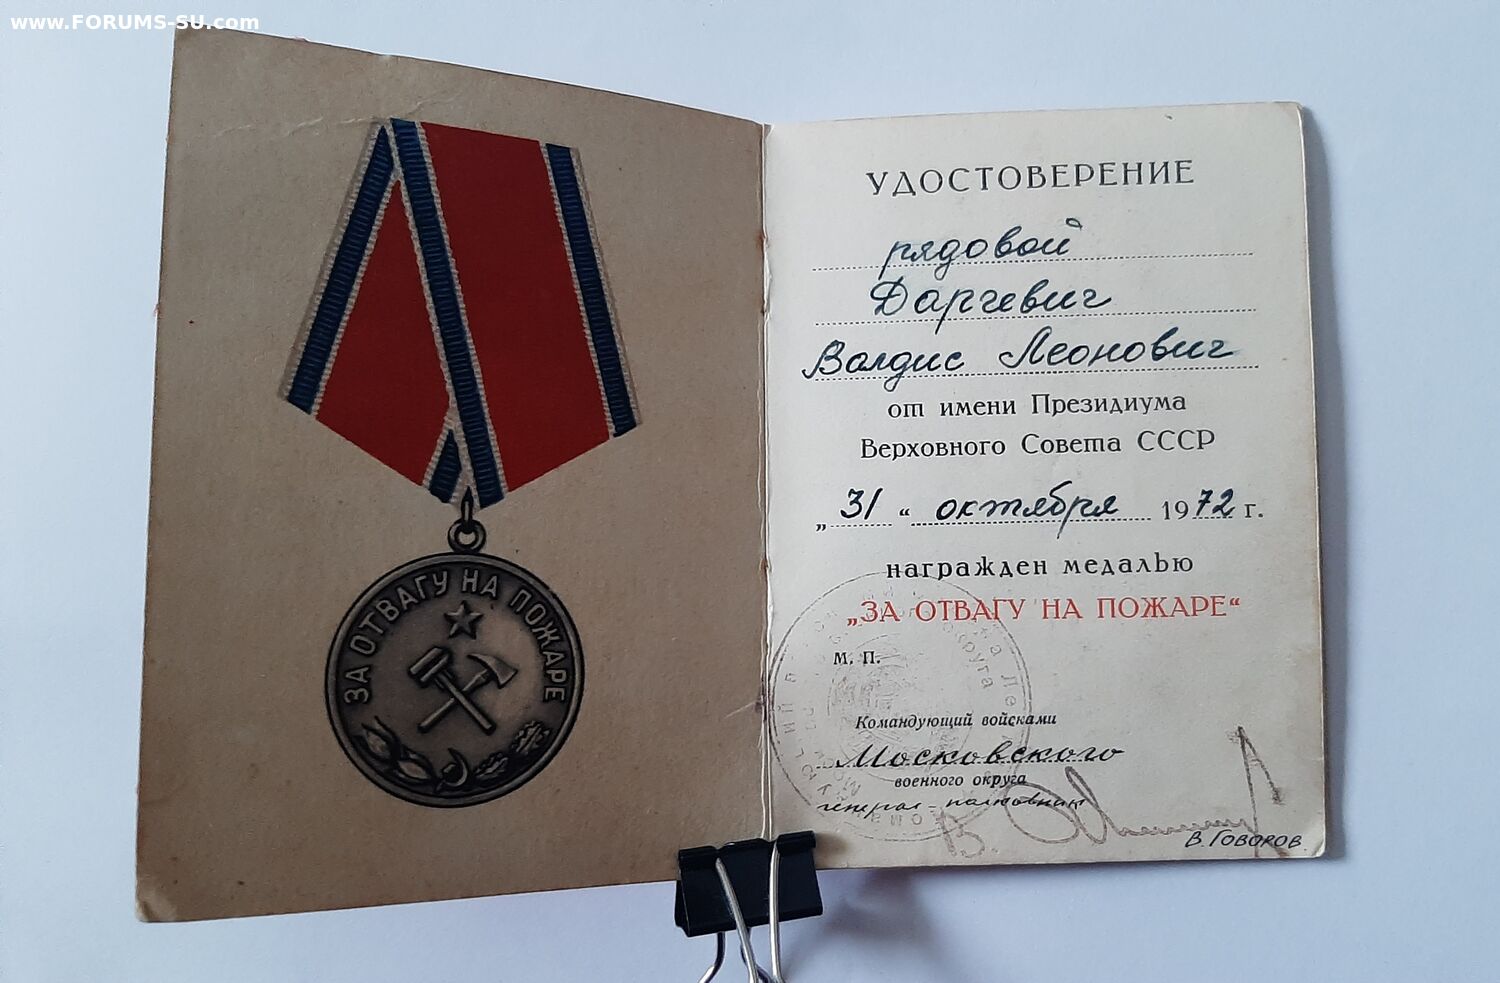 www.FORUMS-SU.com
ЗА ОТВАГУ НА ПОЖАРЕ
УДОСТОВЕРЕНИЕ
рядовой
Даргевич
Валдис Леонович
от имени Президиума
Верховного Совета СССР
„31“ октября 1972 г.
награжден медалью
„ЗА ОТВАГУ НА ПОЖАРЕ“
М. П.
Командующий войсками
Московского
военного округа
генерал-полковник
В. ГОВОРОВ.